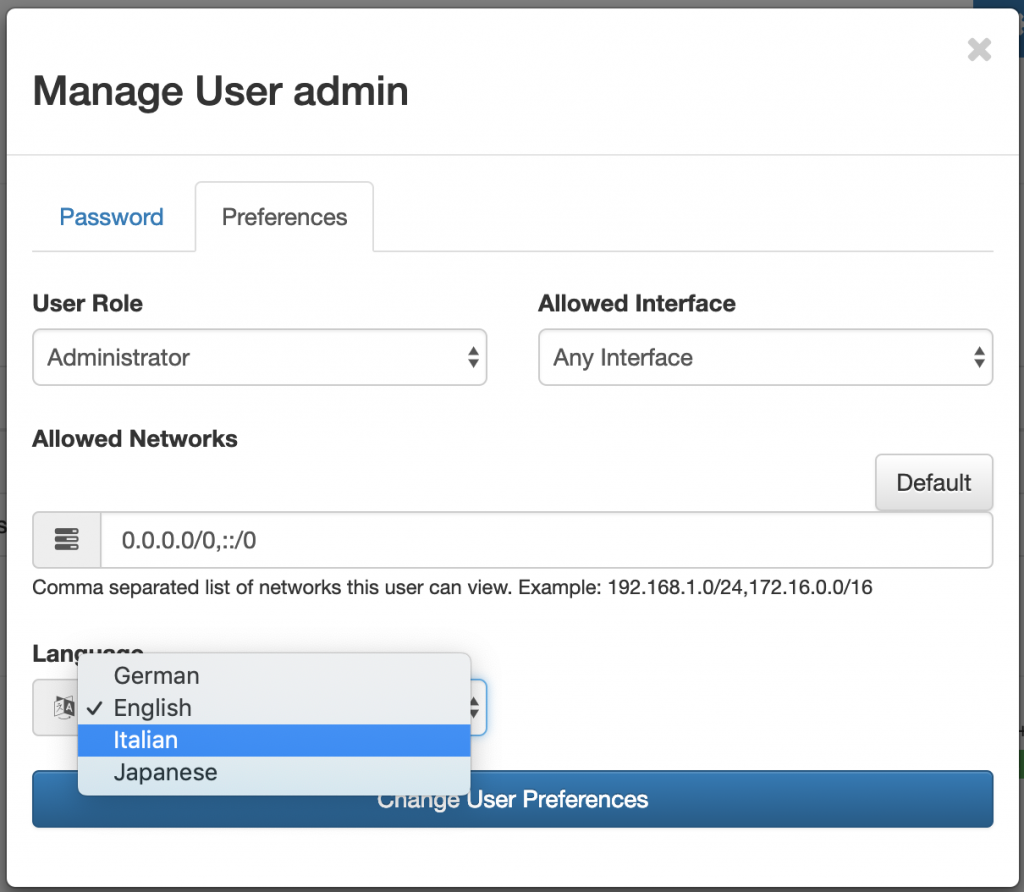 Manage User admin
Password Preferences
User Role Allowed Interface
Administrator Any Interface
Allowed Networks
Default
0.0.0.0/0,::/0
Comma separated list of networks this user can view. Example: 192.168.1.0/24,172.16.0.0/16
Language
German
✓ English
Italian
Japanese
Change User Preferences